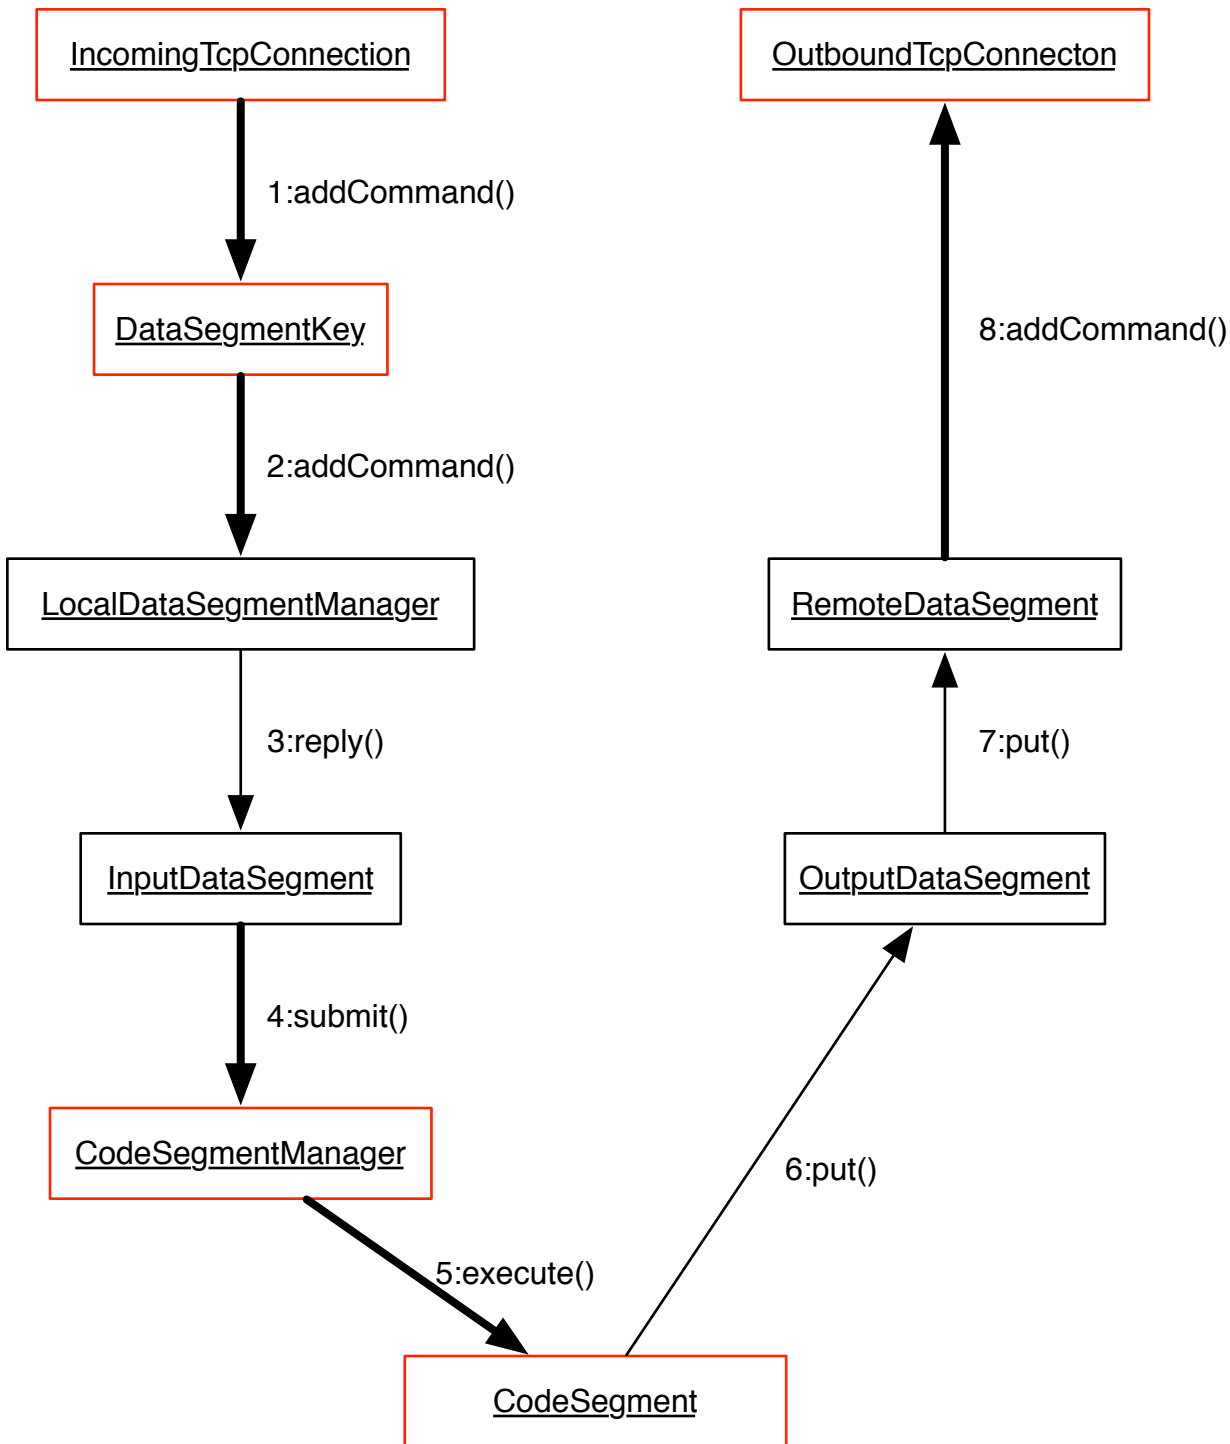 IncomingTcpConnection
OutboundTcpConnecton
1:addCommand()
DataSegmentKey
8:addCommand()
2:addCommand()
LocalDataSegmentManager
RemoteDataSegment
3:reply()
7:put()
InputDataSegment
OutputDataSegment
4:submit()
CodeSegmentManager
6:put()
5:execute()
CodeSegment